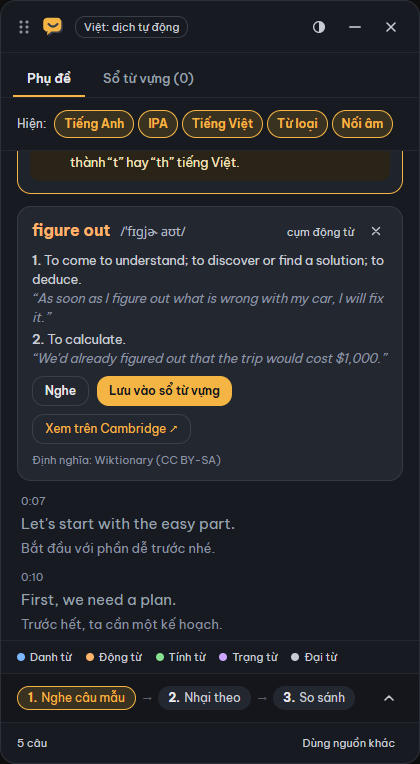 Việt: dịch tự động
Phụ đề
Sổ từ vựng (0)
Hiện: Tiếng Anh IPA Tiếng Việt Từ loại Nối âm
thành “t” hay “th” tiếng Việt.
figure out /ˈfɪɡjɚ aʊt/ cụm động từ
1. To come to understand; to discover or find a solution; to
deduce.
“As soon as I figure out what is wrong with my car, I will fix
it.”
2. To calculate.
“We'd already figured out that the trip would cost $1,000.”
Nghe Lưu vào sổ từ vựng
Xem trên Cambridge ↗
Định nghĩa: Wiktionary (CC BY-SA)
0:07
Let's start with the easy part.
Bắt đầu với phần dễ trước nhé.
0:10
First, we need a plan.
Trước hết, ta cần một kế hoạch.
Danh từ Động từ Tính từ Trạng từ Đại từ
1. Nghe câu mẫu → 2. Nhại theo → 3. So sánh
5 câu
Dùng nguồn khác